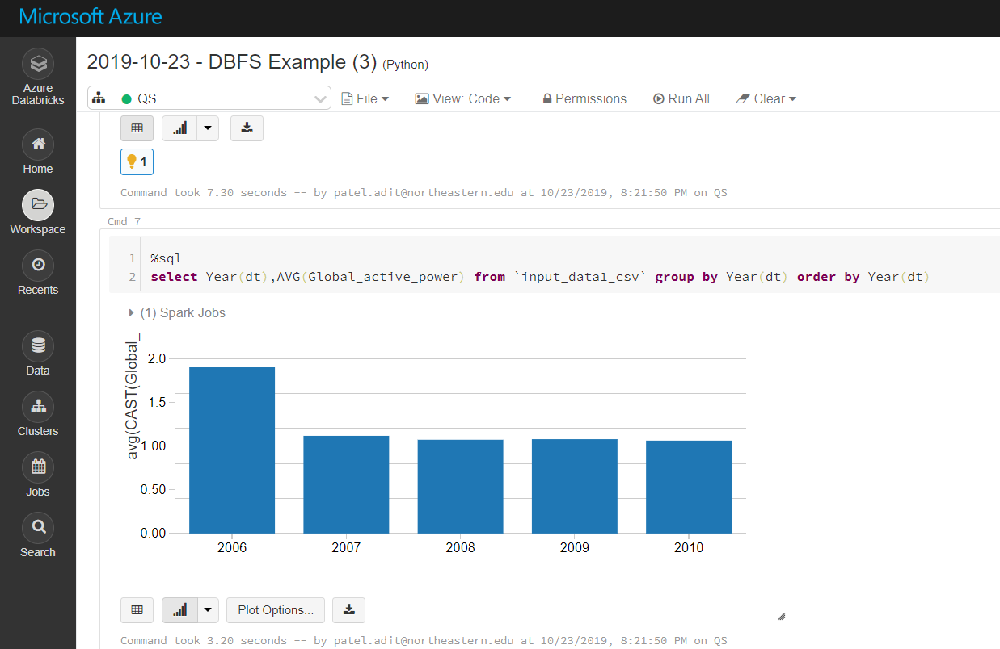 Microsoft Azure
Azure
Databricks
Home
Workspace
Recents
Data
Clusters
Jobs
Search
2019-10-23 - DBFS Example (3) (Python)
QS File View: Code Permissions Run All Clear
1
Command took 7.30 seconds -- by patel.adit@northeastern.edu at 10/23/2019, 8:21:50 PM on QS
Cmd 7
1 %sql
2 select Year(dt),AVG(Global_active_power) from `input_data1_csv` group by Year(dt) order by Year(dt)
(1) Spark Jobs
avg(CAST(Global_
2.0
1.5
1.00
0.50
0.00
2006 2007 2008 2009 2010
Plot Options...
Command took 3.20 seconds -- by patel.adit@northeastern.edu at 10/23/2019, 8:21:50 PM on QS